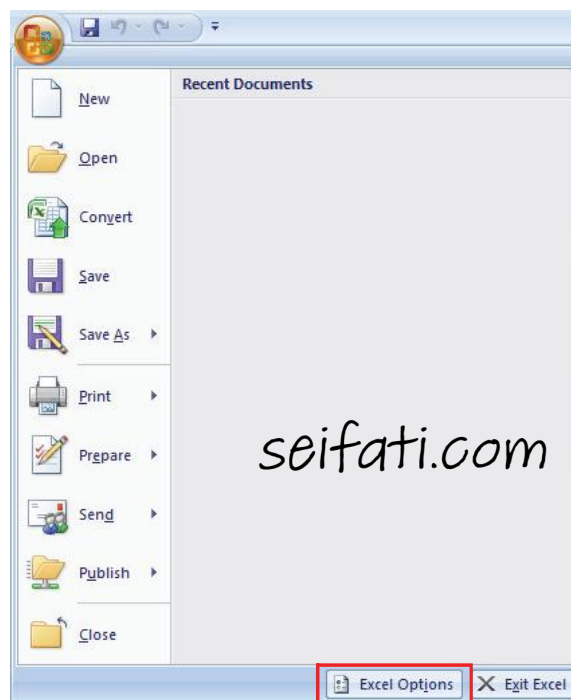 Recent Documents
New
Open
Convert
Save
Save As
Print
Prepare
Send
Publish
Close
seifati.com
Excel Options
Exit Excel